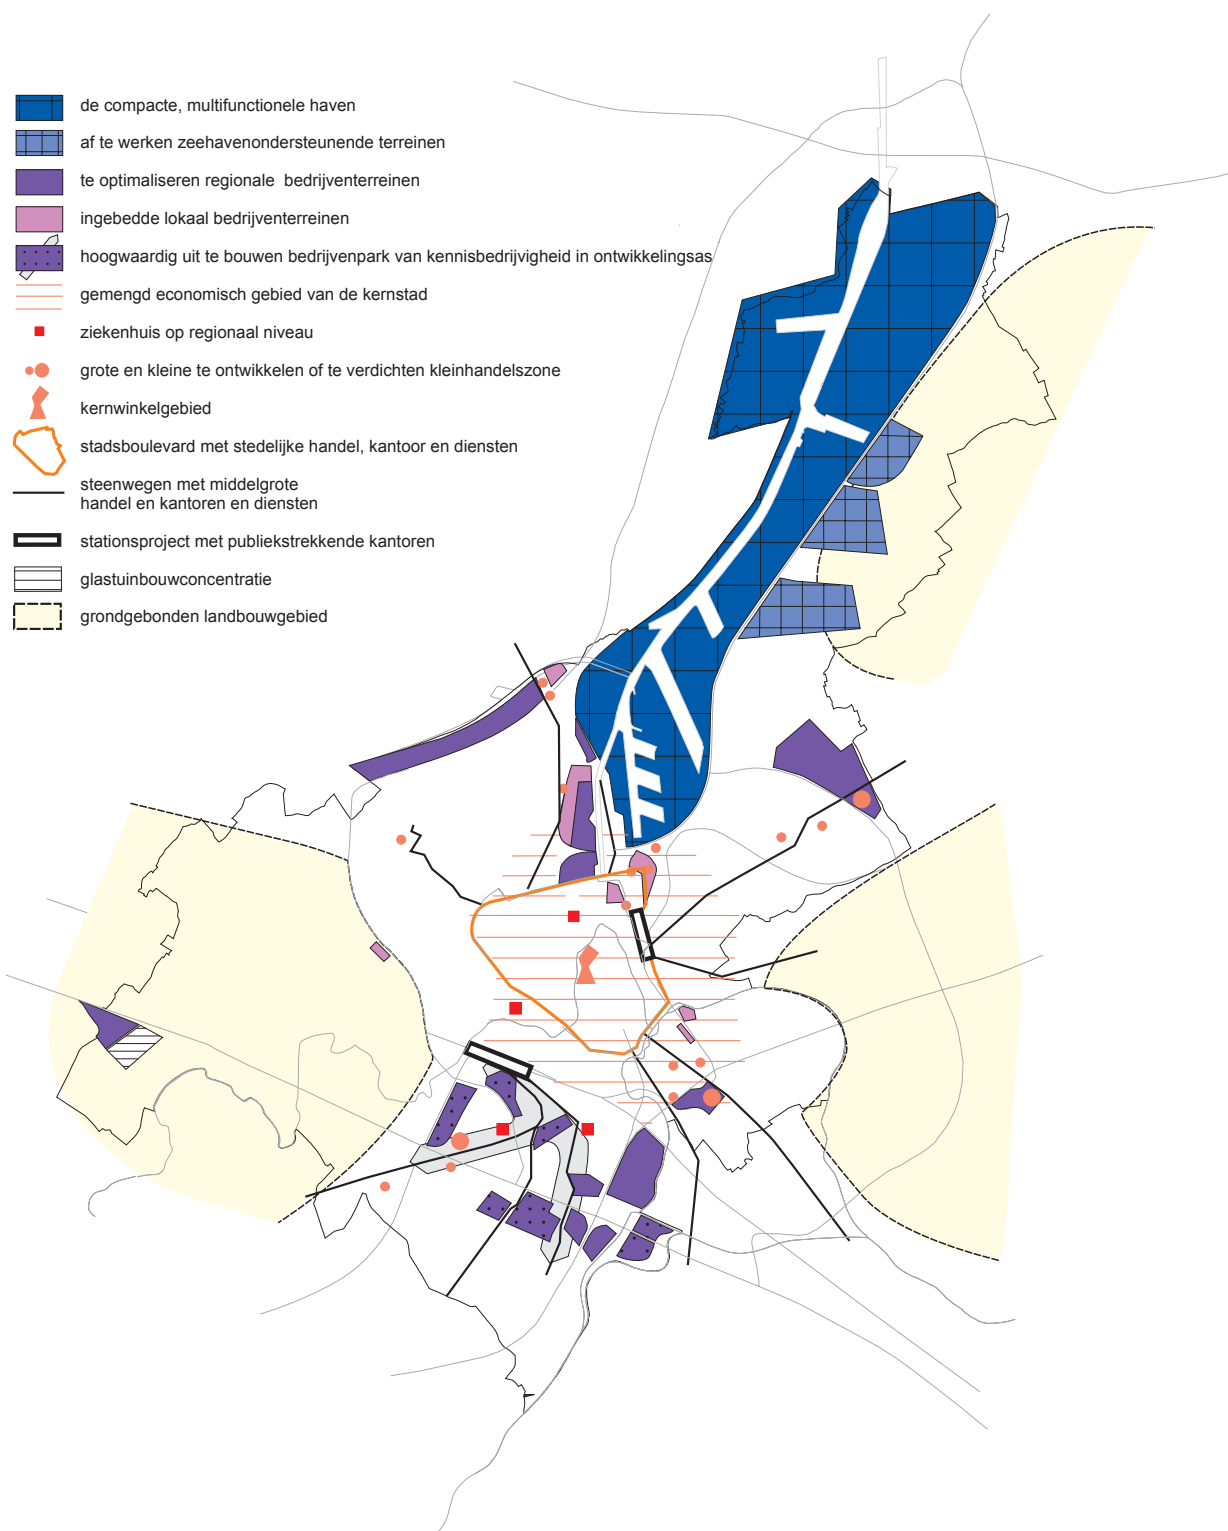 de compacte, multifunctionele haven
af te werken zeehavenondersteunende terreinen
te optimaliseren regionale bedrijventerreinen
ingebedde lokaal bedrijventerreinen
hoogwaardig uit te bouwen bedrijvenpark van kennisbedrijvigheid in ontwikkelingsas
gemengd economisch gebied van de kernstad
ziekenhuis op regionaal niveau
grote en kleine te ontwikkelen of te verdichten kleinhandelszone
kernwinkelgebied
stadsboulevard met stedelijke handel, kantoor en diensten
steenwegen met middelgrote
handel en kantoren en diensten
stationsproject met publiekstrekkende kantoren
glastuinbouwconcentratie
grondgebonden landbouwgebied